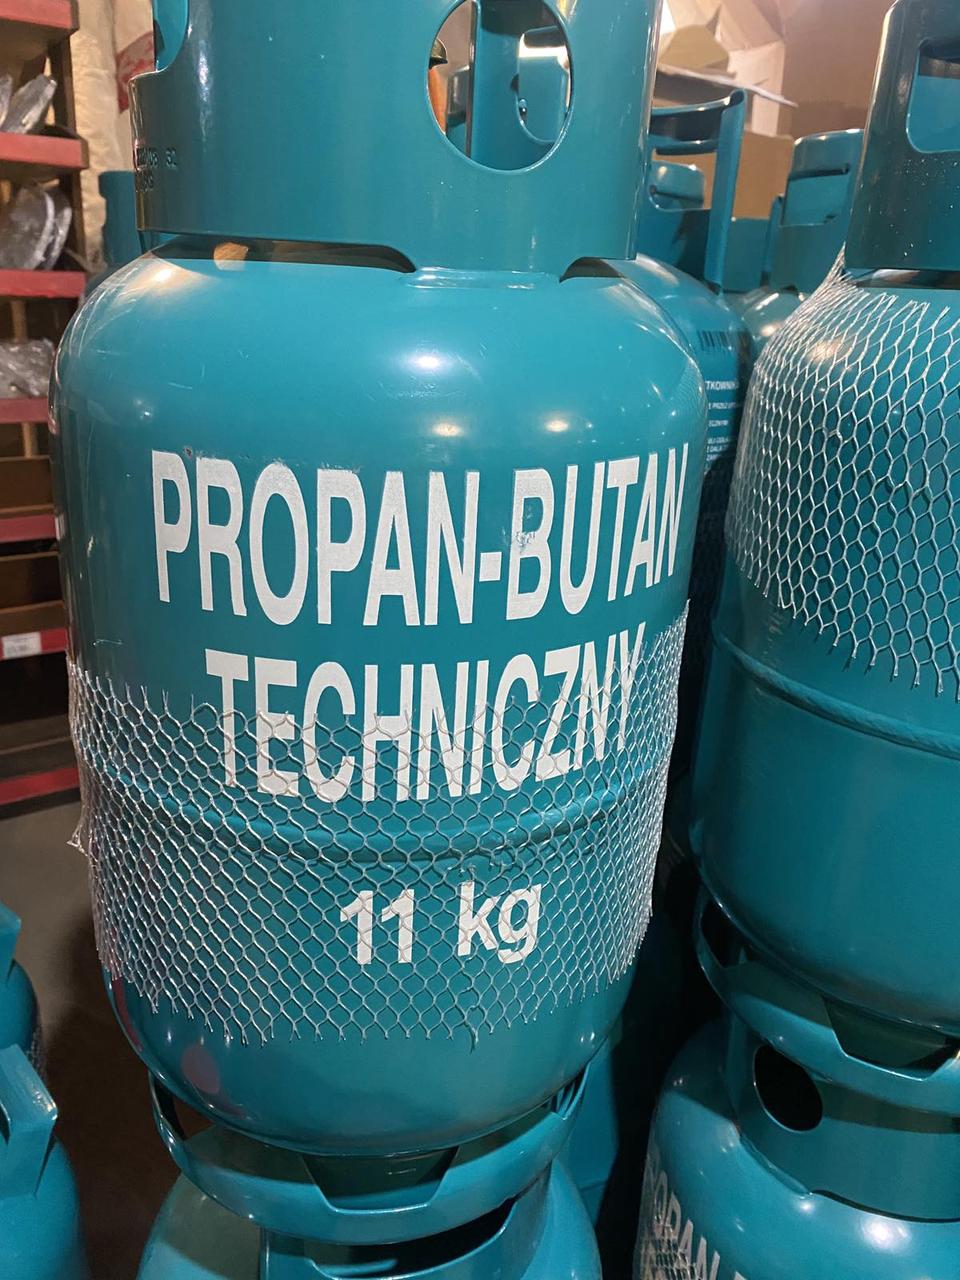 PROPAN-BUTAN
TECHNICZNY
11 kg